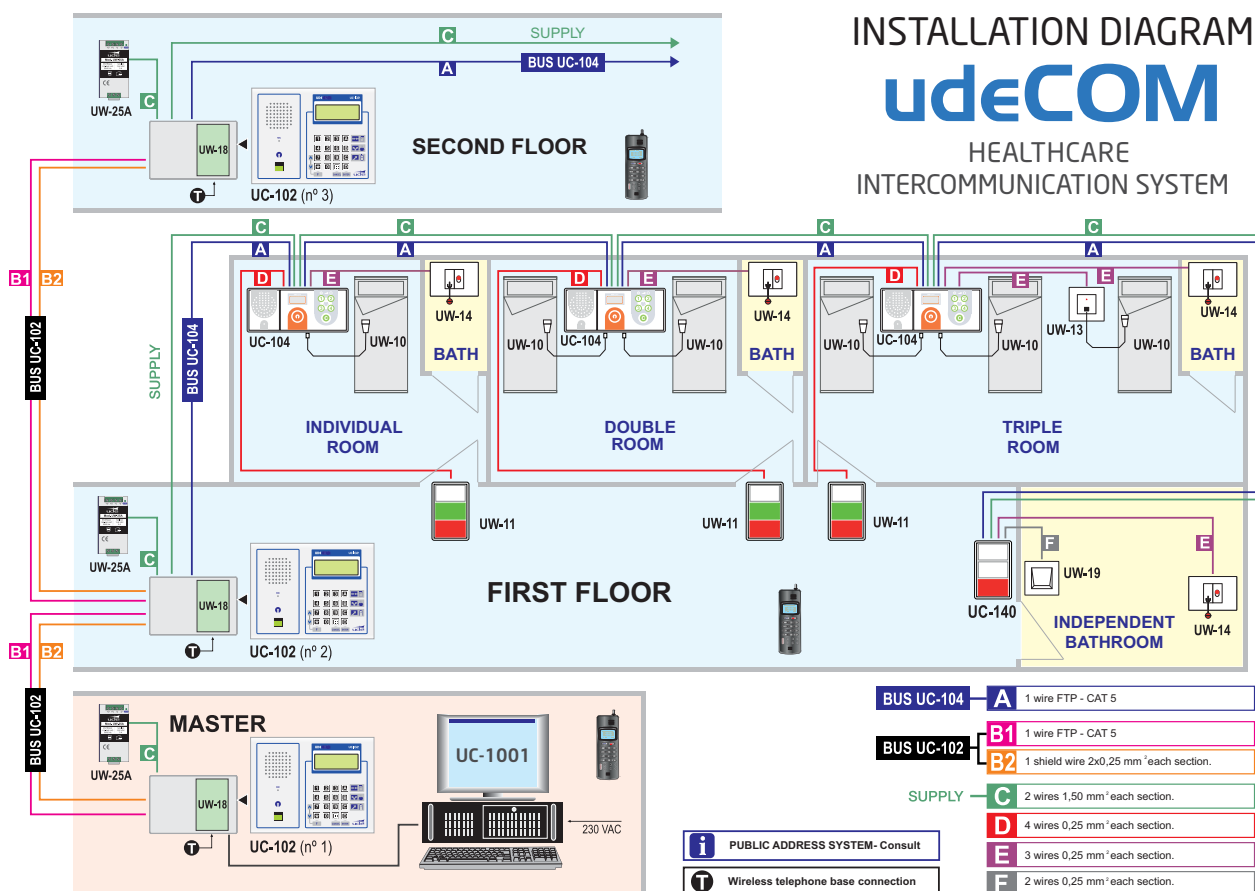 INSTALLATION DIAGRAM
udeCOM
HEALTHCARE
INTERCOMMUNICATION SYSTEM
C SUPPLY
A BUS UC-104
UW-25A
C
UW-18
T
UC-102 (nº 3)
SECOND FLOOR
B1 B2
BUS UC-102
SUPPLY
BUS UC-104
C C C C
A A A A
D E
UC-104
UW-10
UW-14
BATH
INDIVIDUAL
ROOM
D E
UW-10
UC-104
UW-10
UW-14
BATH
DOUBLE
ROOM
D E E
UW-10
UC-104
UW-10
UW-13
UW-10
UW-14
BATH
TRIPLE
ROOM
UW-11
UW-11
UW-11
UW-25A
C
UW-18
T
UC-102 (nº 2)
FIRST FLOOR
UC-140
F
UW-19
E
UW-14
INDEPENDENT
BATHROOM
B1 B2
BUS UC-102
MASTER
UW-25A
C
UW-18
T
UC-102 (nº 1)
UC-1001
230 VAC
i PUBLIC ADDRESS SYSTEM- Consult
T Wireless telephone base connection
BUS UC-104 A 1 wire FTP - CAT 5
BUS UC-102 B1 1 wire FTP - CAT 5
B2 1 shield wire 2x0,25 mm² each section.
SUPPLY C 2 wires 1,50 mm² each section.
D 4 wires 0,25 mm² each section.
E 3 wires 0,25 mm² each section.
F 2 wires 0,25 mm² each section.